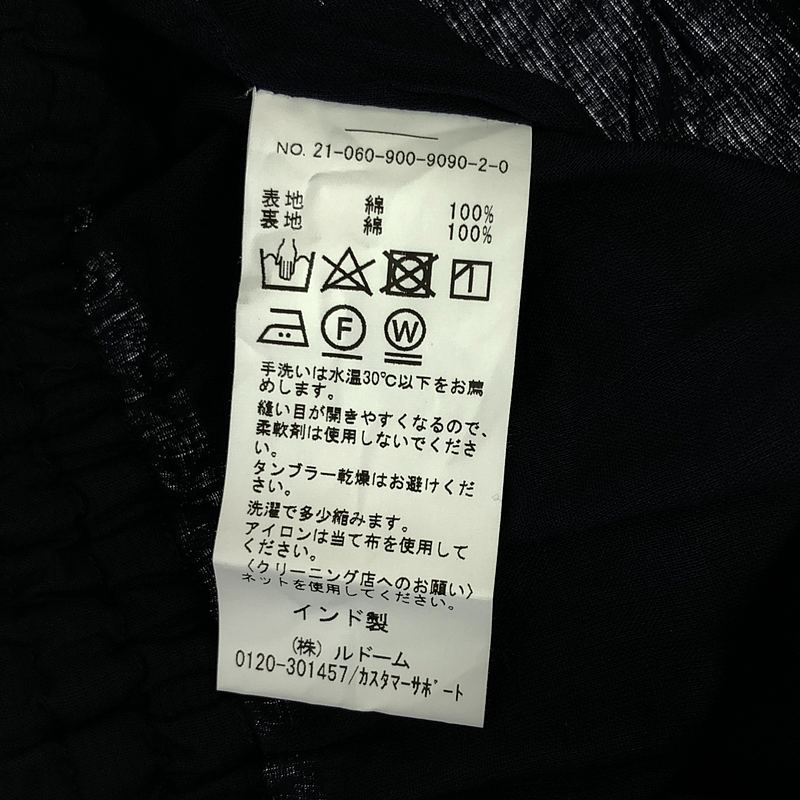 NO. 21-060-900-9090-2-0
表地 綿 100%
裏地 綿 100%
F W
手洗いは水温30℃以下をお薦
めします。
縫い目が開きやすくなるので、
柔軟剤は使用しないでくださ
い。
タンブラー乾燥はお避けくだ
さい。
洗濯で多少縮みます。
アイロンは当て布を使用して
ください。
〈クリーニング店へのお願い〉
ネットを使用してください。
インド製
(株) ルドーム
0120-301457/カスタマーサポート